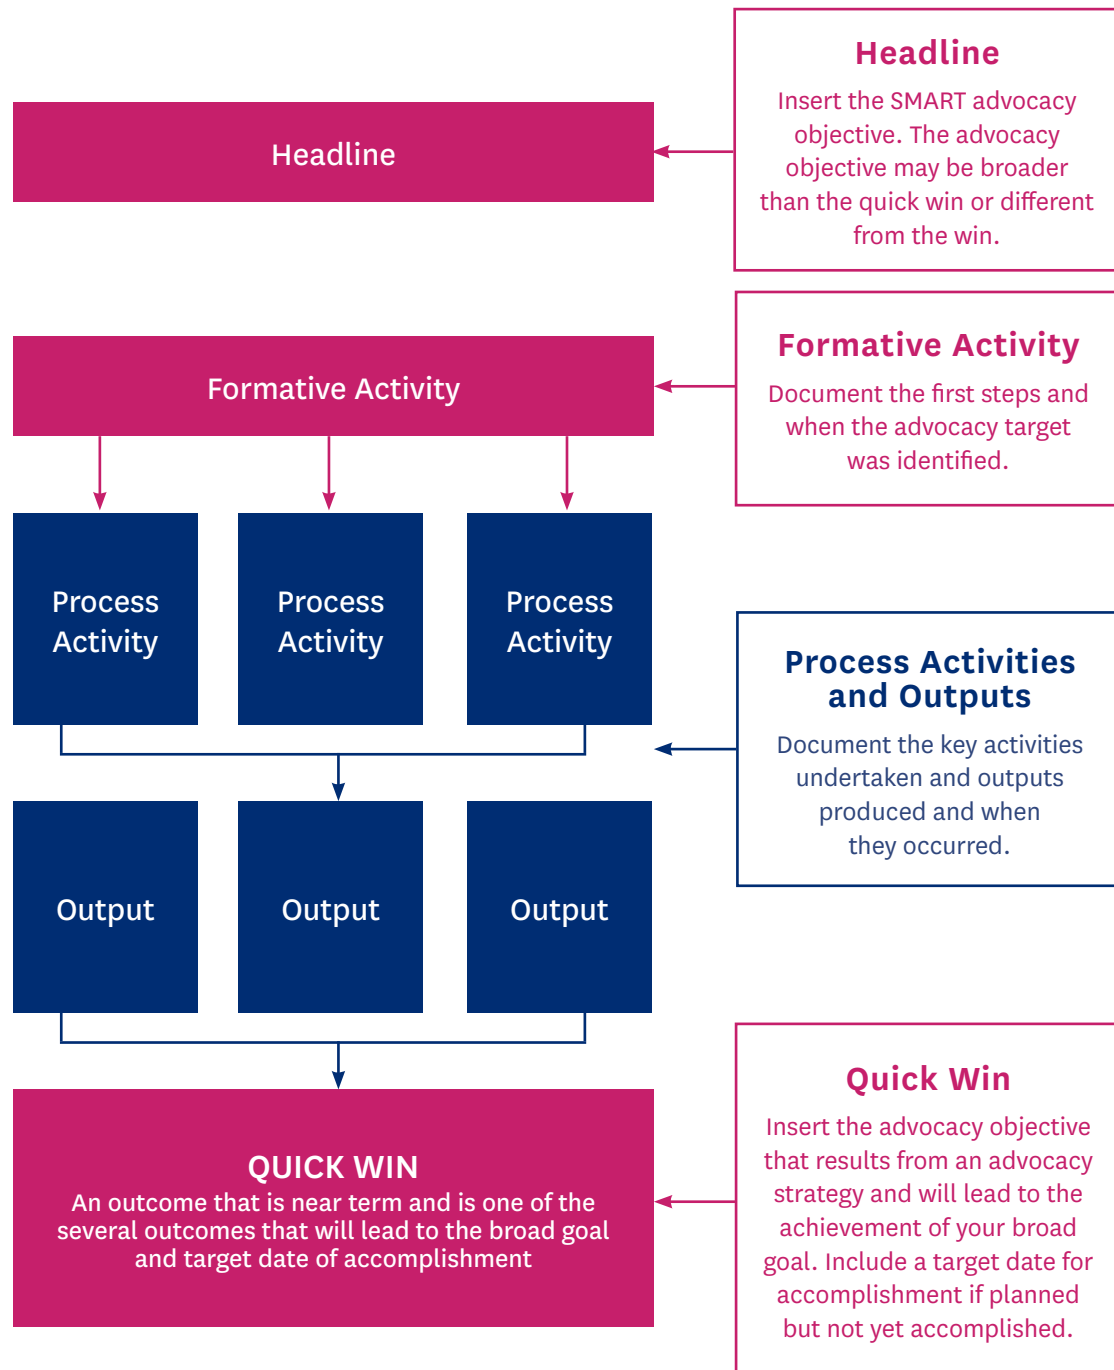 Headline
Headline
Insert the SMART advocacy
objective. The advocacy
objective may be broader
than the quick win or different
from the win.
Formative Activity
Formative Activity
Document the first steps and
when the advocacy target
was identified.
Process
Activity
Process
Activity
Process
Activity
Process Activities
and Outputs
Document the key activities
undertaken and outputs
produced and when
they occurred.
Output
Output
Output
QUICK WIN
An outcome that is near term and is one of the
several outcomes that will lead to the broad goal
and target date of accomplishment
Quick Win
Insert the advocacy objective
that results from an advocacy
strategy and will lead to the
achievement of your broad
goal. Include a target date for
accomplishment if planned
but not yet accomplished.